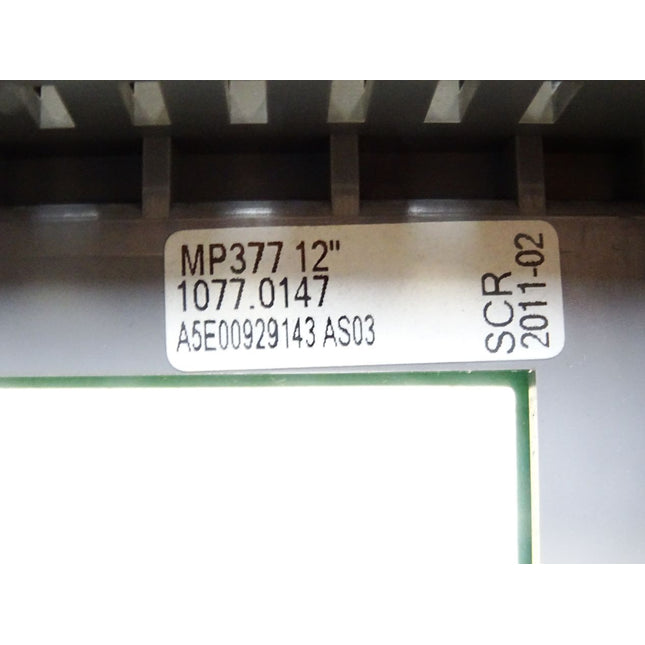 MP377 12"
1077.0147
A5E00929143 AS03
SCR
2011-02